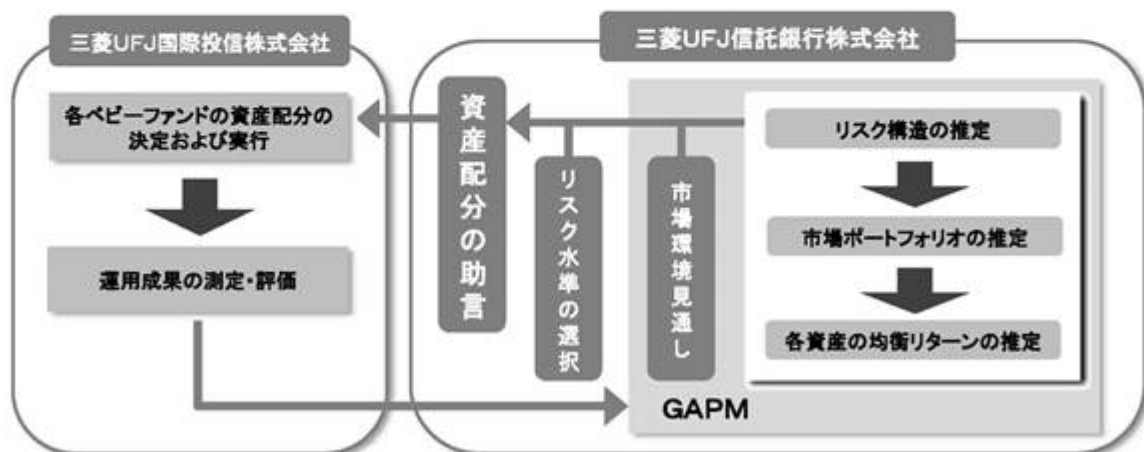 三菱UFJ国際投信株式会社
各ベビーファンドの資産配分の
決定および実行
運用成果の測定・評価
三菱UFJ信託銀行株式会社
資産配分の助言
リスク水準の選択
市場環境見通し
リスク構造の推定
市場ポートフォリオの推定
各資産の均衡リターンの推定
GAPM